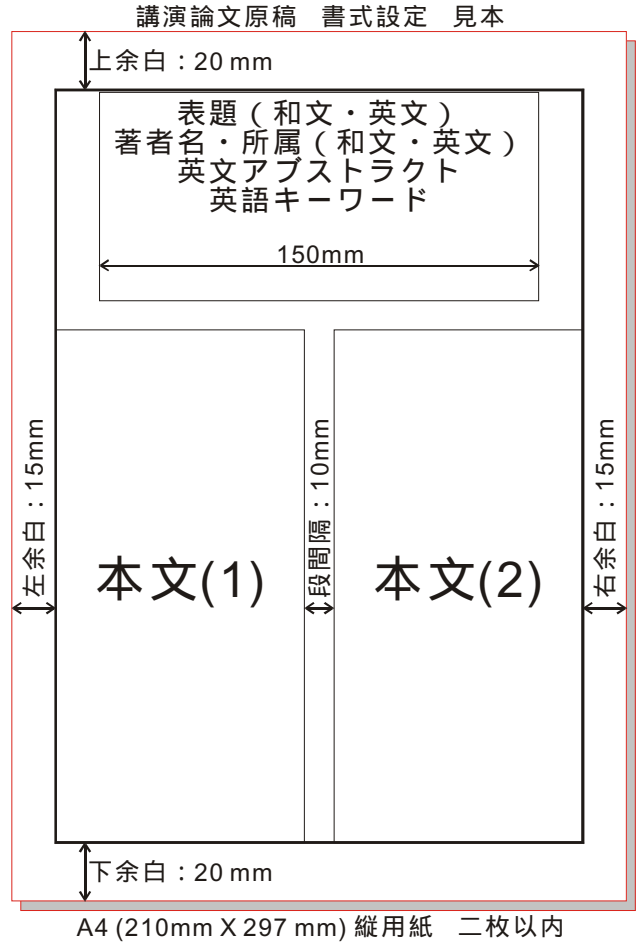 講演論文原稿　書式設定　見本
上余白：20 mm
表題（和文・英文）
著者名・所属（和文・英文）
英文アブストラクト
英語キーワード
150mm
左余白：15mm
本文(1)
段間隔：10mm
本文(2)
右余白：15mm
下余白：20 mm
A4 (210mm X 297 mm) 縦用紙　二枚以内